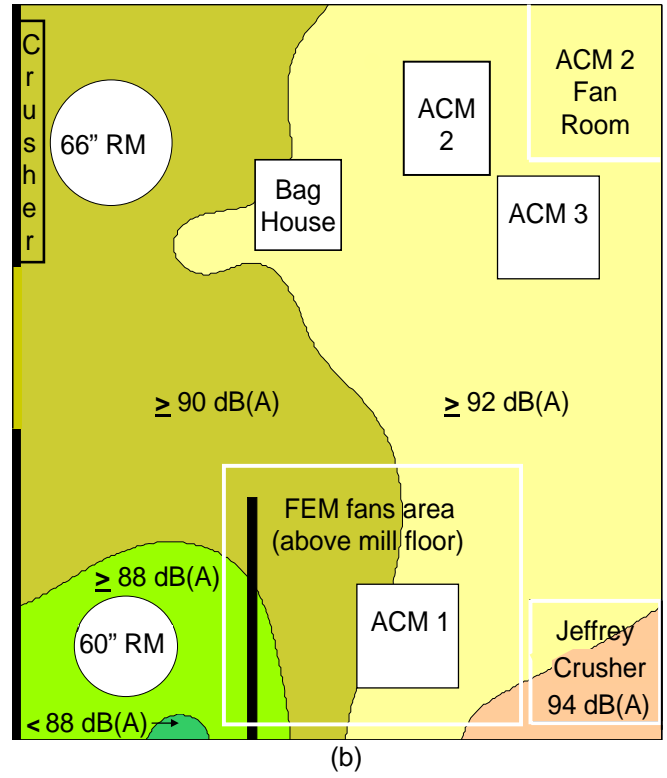 Crusher
66” RM
Bag
House
ACM
2
ACM 2
Fan
Room
ACM 3
≥ 90 dB(A)
≥ 92 dB(A)
FEM fans area
(above mill floor)
≥ 88 dB(A)
60” RM
ACM 1
Jeffrey
Crusher
94 dB(A)
< 88 dB(A)
(b)